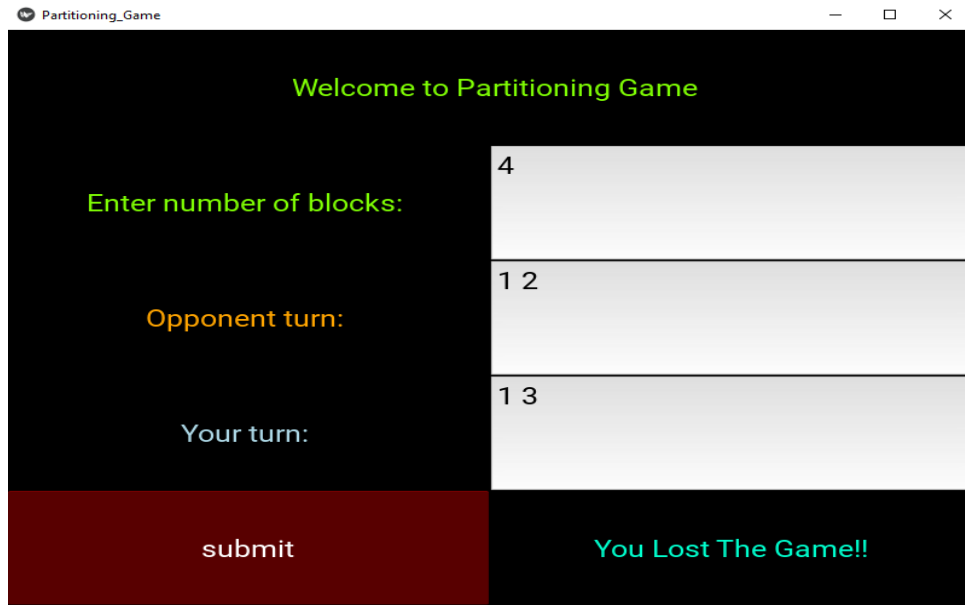 Partitioning_Game
Welcome to Partitioning Game
Enter number of blocks:
4
Opponent turn:
1 2
Your turn:
1 3
submit
You Lost The Game!!